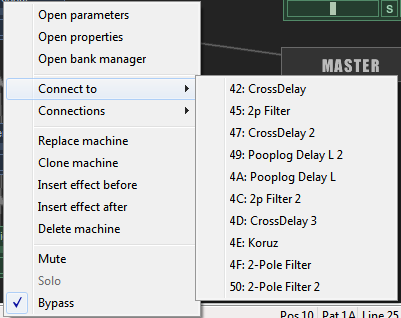 Open parameters
Open properties
Open bank manager
Connect to
Connections
Replace machine
Clone machine
Insert effect before
Insert effect after
Delete machine
Mute
Solo
Bypass
42: CrossDelay
45: 2p Filter
47: CrossDelay 2
49: Pooplog Delay L 2
4A: Pooplog Delay L
4C: 2p Filter 2
4D: CrossDelay 3
4E: Koruz
4F: 2-Pole Filter
50: 2-Pole Filter 2
S
MASTER
Pos 10 Pat 1A Line 25